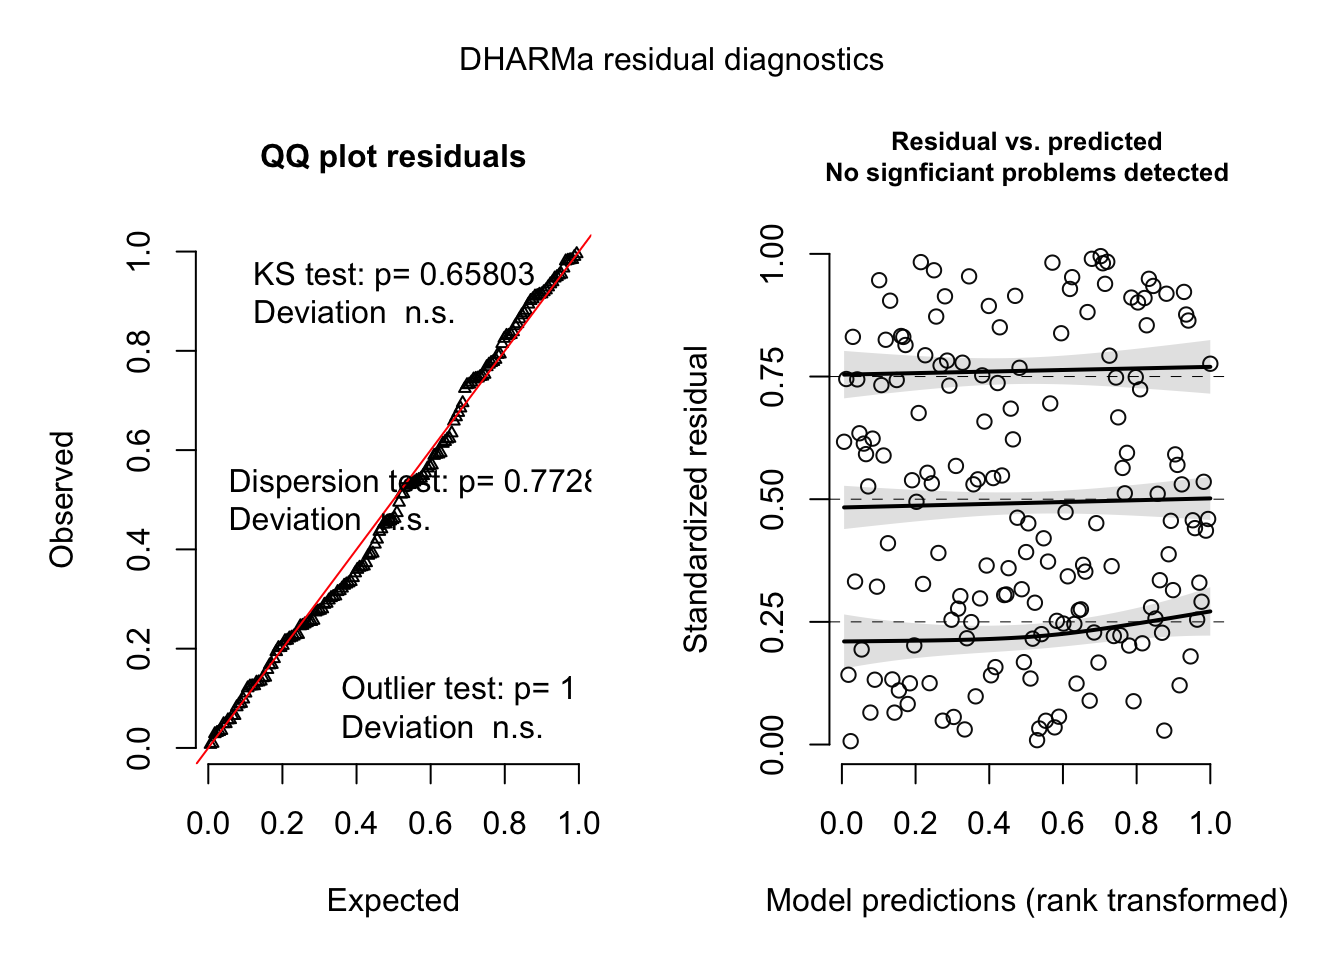 DHARMa residual diagnostics
QQ plot residuals
KS test: p= 0.65803
Deviation  n.s.
Dispersion test: p= 0.7728
Deviation  n.s.
Outlier test: p= 1
Deviation  n.s.
Observed
0.0 0.2 0.4 0.6 0.8 1.0
0.0 0.2 0.4 0.6 0.8 1.0
Expected
Residual vs. predicted
No signficiant problems detected
Standardized residual
0.00 0.25 0.50 0.75 1.00
0.0 0.2 0.4 0.6 0.8 1.0
Model predictions (rank transformed)